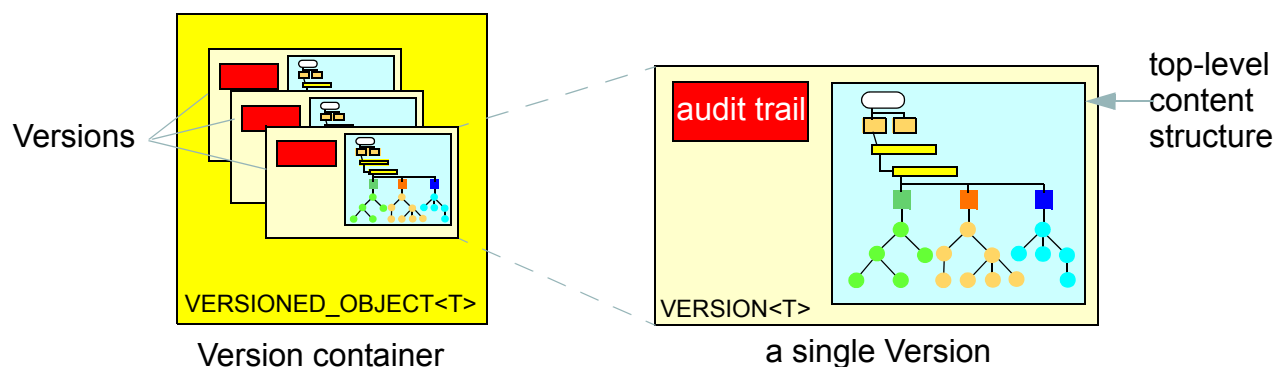 Versions
VERSIONED_OBJECT<T>
Version container
audit trail
VERSION<T>
a single Version
top-level
content
structure